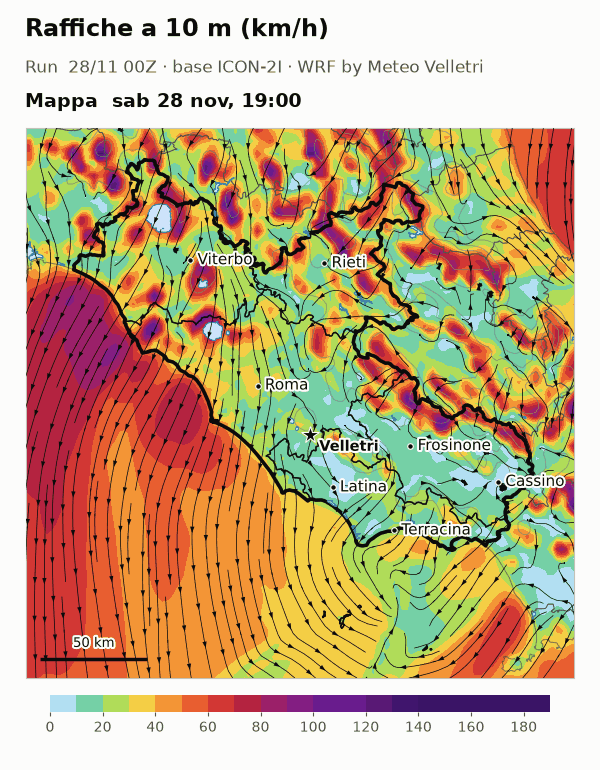 Raffiche a 10 m (km/h)
Run  28/11 00Z · base ICON-2I · WRF by Meteo Velletri
Mappa  sab 28 nov, 19:00
Viterbo
Rieti
Roma
Velletri
Frosinone
Cassino
Latina
Terracina
50 km
0 20 40 60 80 100 120 140 160 180